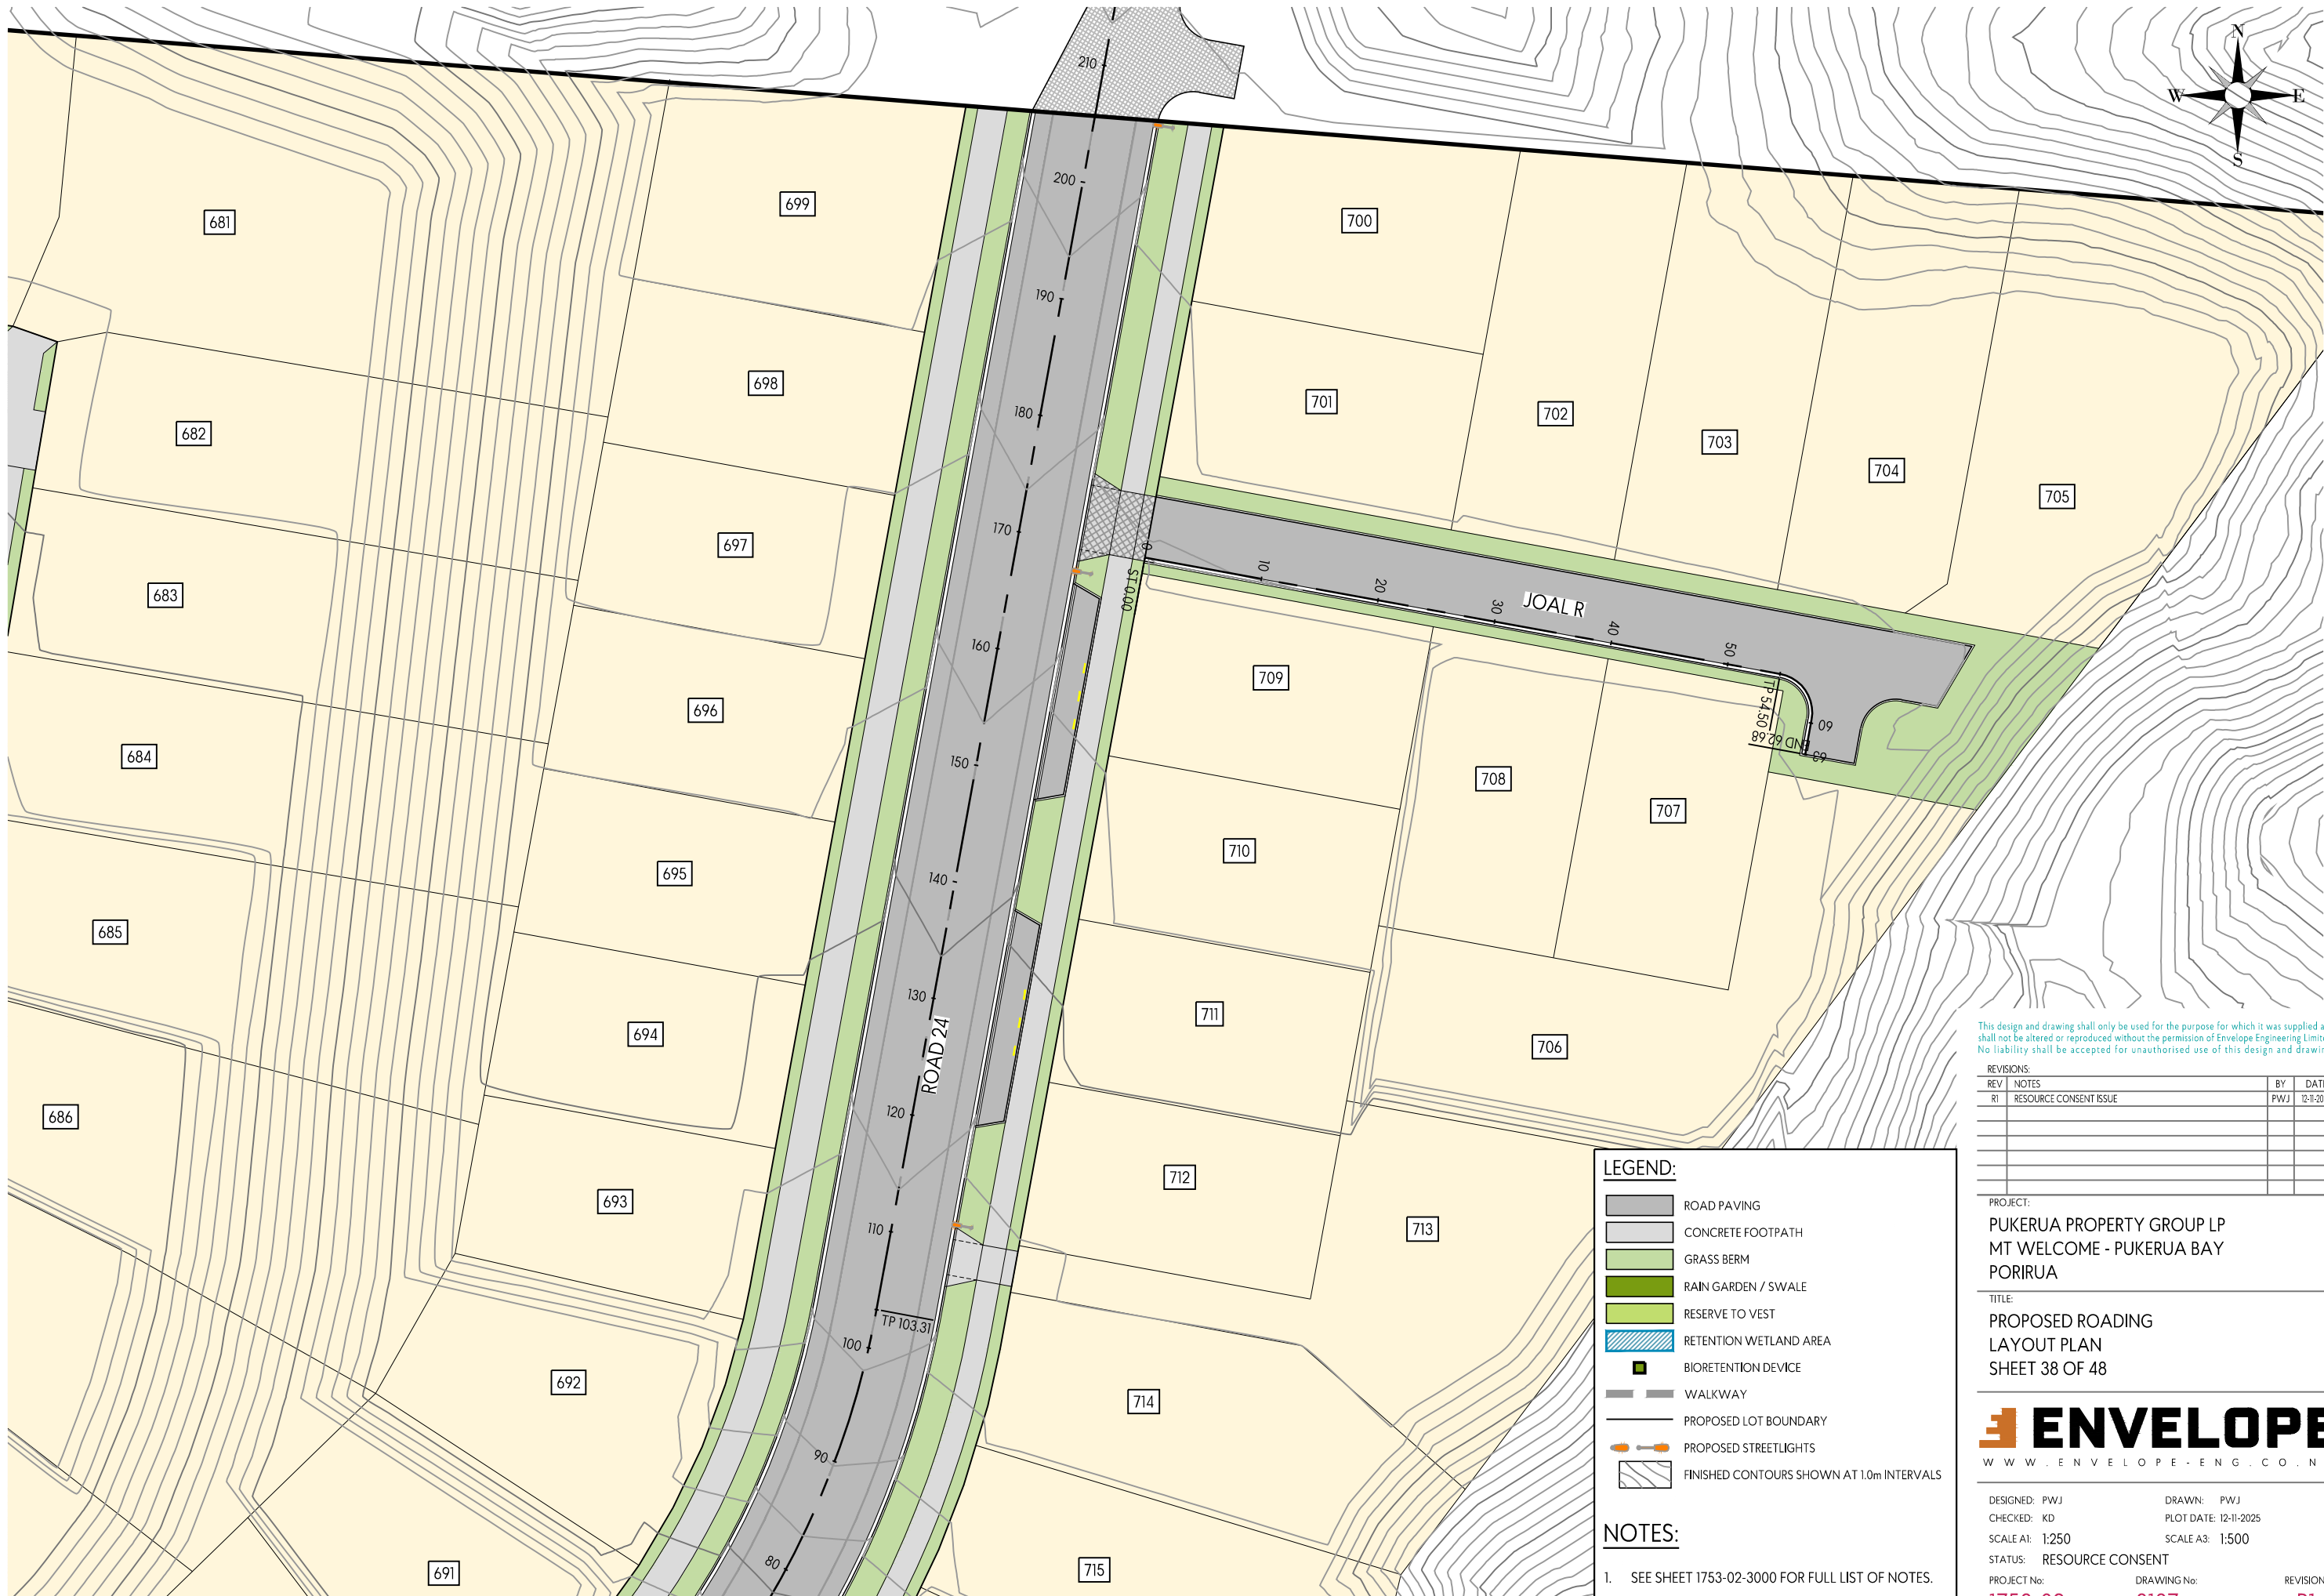 N
W E
S
210
200
190
180
170
160
150
140
130
120
110
100
90
80
TP 103.31
ROAD 24
681
682
683
684
685
686
699
698
697
696
695
694
693
692
691
700
701
702
703
704
705
709
710
711
712
708
707
706
713
714
715
ST 0.00
0
10
20
30
40
50
60
63
JOAL R
TP 54.50
END 62.68
LEGEND:
ROAD PAVING
CONCRETE FOOTPATH
GRASS BERM
RAIN GARDEN / SWALE
RESERVE TO VEST
RETENTION WETLAND AREA
BIORETENTION DEVICE
WALKWAY
PROPOSED LOT BOUNDARY
PROPOSED STREETLIGHTS
FINISHED CONTOURS SHOWN AT 1.0m INTERVALS
NOTES:
1. SEE SHEET 1753-02-3000 FOR FULL LIST OF NOTES.
This design and drawing shall only be used for the purpose for which it was supplied
shall not be altered or reproduced without the permission of Envelope Engineering
No liability shall be accepted for unauthorised use of this design and
REVISIONS:
REV NOTES BY
R1 RESOURCE CONSENT ISSUE PWJ
PROJECT:
PUKERUA PROPERTY GROUP LP
MT WELCOME - PUKERUA BAY
PORIRUA
TITLE:
PROPOSED ROADING
LAYOUT PLAN
SHEET 38 OF 48
ENVELOPE
WWW.ENVELOPE-ENG.CO.N
DESIGNED: PWJ DRAWN: PWJ
CHECKED: KD PLOT DATE: 12-11-2025
SCALE A1: 1:250 SCALE A3: 1:500
STATUS: RESOURCE CONSENT
PROJECT No: DRAWING No: REVISION